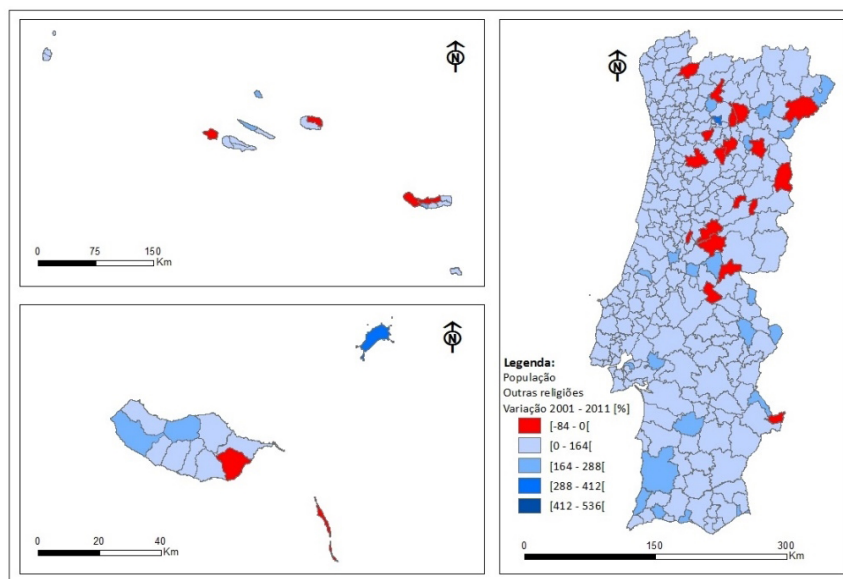 N
0 75 150
Km
N
0 20 40
Km
N
Legenda:
População
Outras religiões
Variação 2001 - 2011 [%]
[-84 - 0[
[0 - 164[
[164 - 288[
[288 - 412[
[412 - 536[
0 150 300
Km